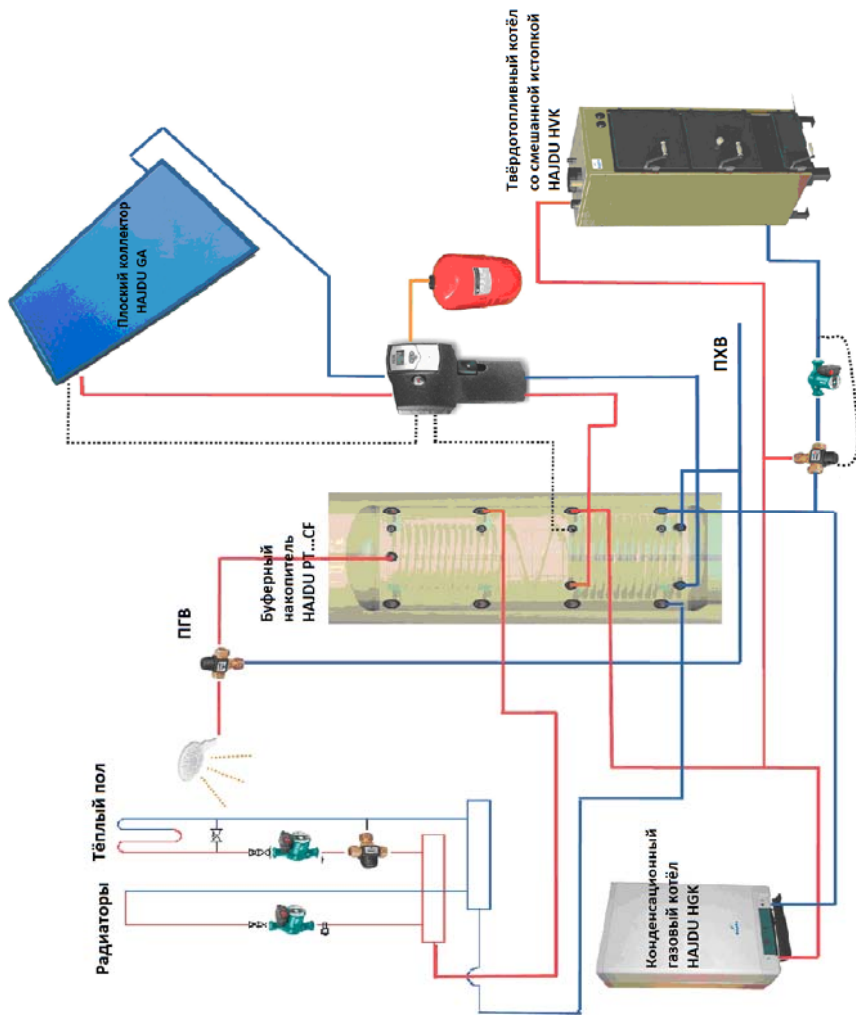 Плоский коллектор
HAJDU GA
Твёрдотопливный котёл
со смешанной истопкой
HAJDU HVK
ПХВ
Буферный
накопитель
HAJDU PT...CF
ПГВ
Тёплый пол
Радиаторы
Конденсационный
газовый котёл
HAJDU HGK